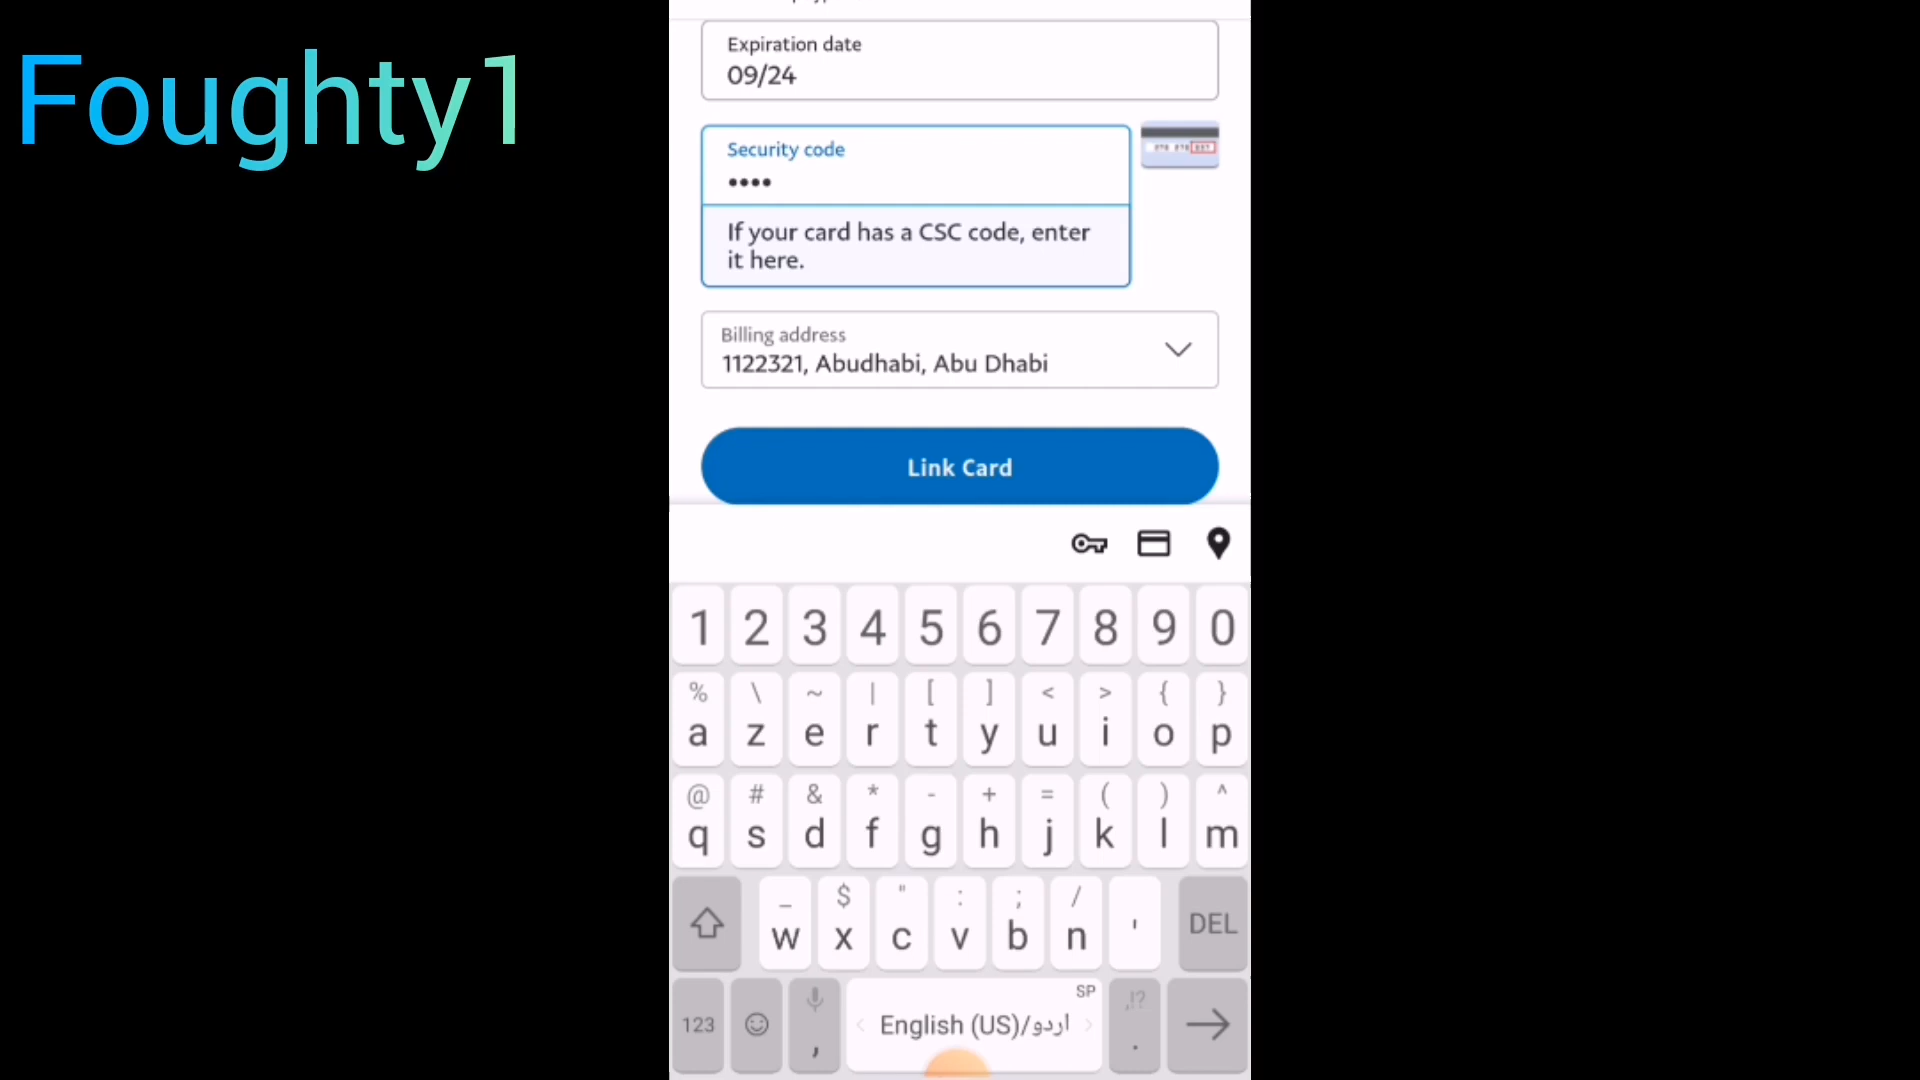 Foughty1
Expiration date
09/24
Security code
••••
If your card has a CSC code, enter
it here.
Billing address
1122321, Abudhabi, Abu Dhabi
Link Card
1 2 3 4 5 6 7 8 9 0
% \ ~ | [ ] < > { }
a z e r t y u i o p
@ # & * - + = ( ) ^
q s d f g h j k l m
_ $ " : ; /
w x c v b n ' DEL
SP
,!?
123 , English (US)/اردو .